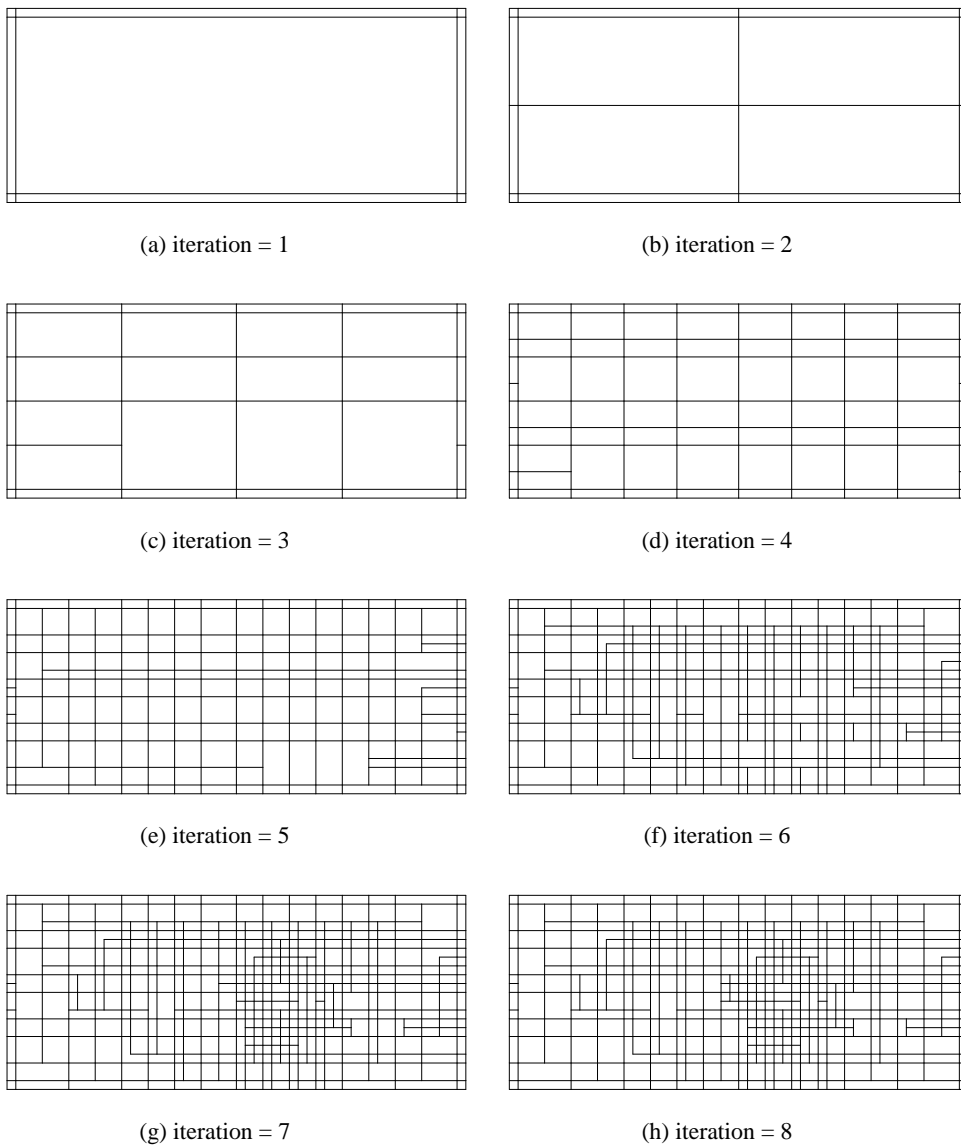 (a) iteration = 1
(b) iteration = 2
(c) iteration = 3
(d) iteration = 4
(e) iteration = 5
(f) iteration = 6
(g) iteration = 7
(h) iteration = 8